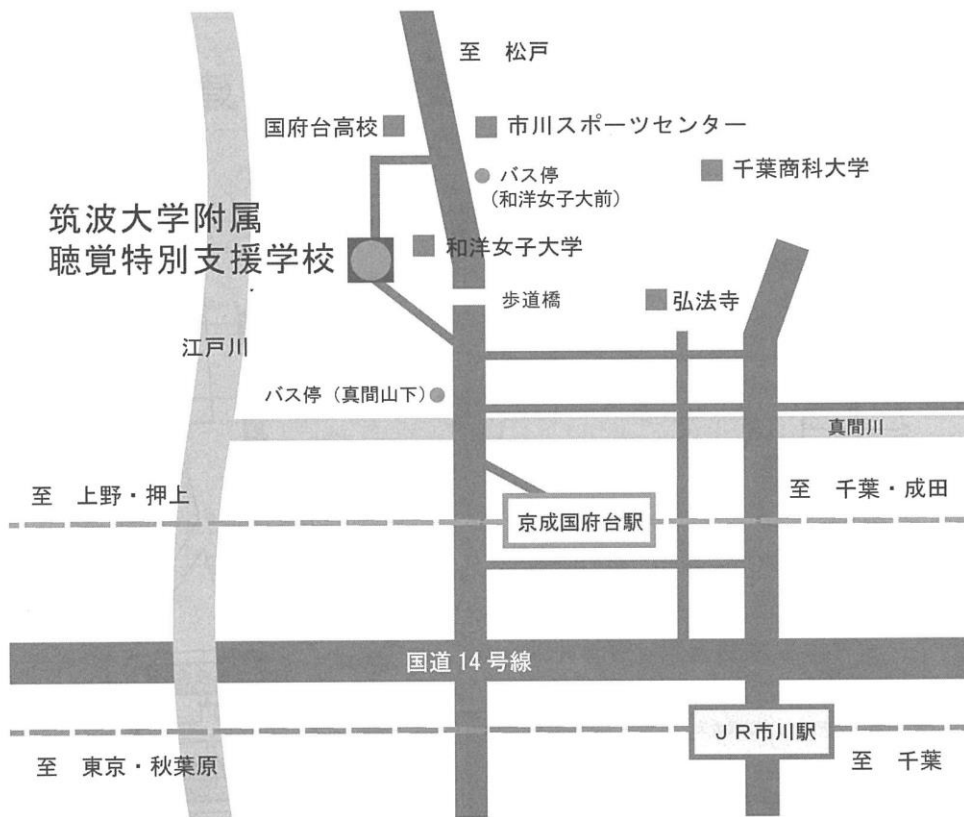 至 松戸
国府台高校
市川スポーツセンター
バス停
(和洋女子大前)
千葉商科大学
筑波大学附属
聴覚特別支援学校
和洋女子大学
歩道橋
弘法寺
江戸川
バス停(真間山下)
真間川
至 上野・押上
至 千葉・成田
京成国府台駅
国道14号線
JR市川駅
至 東京・秋葉原
至 千葉